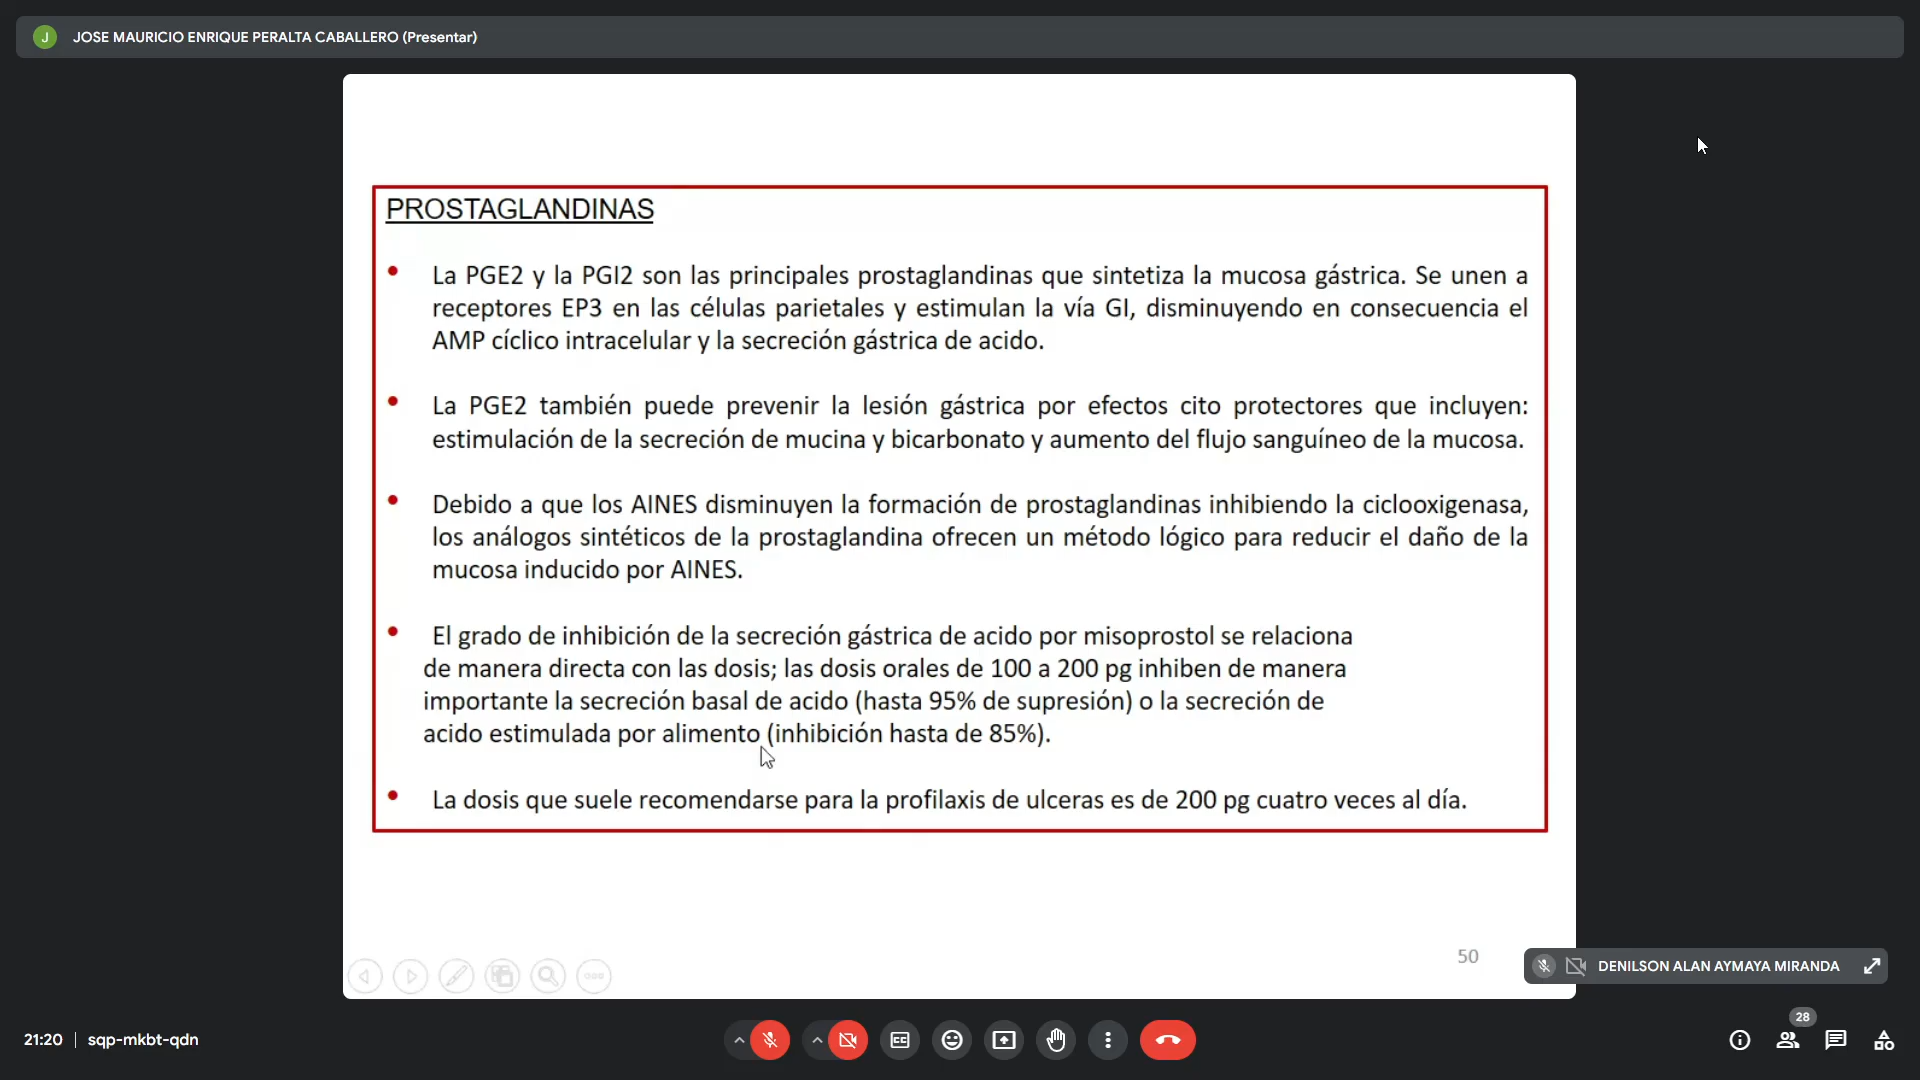 J JOSE MAURICIO ENRIQUE PERALTA CABALLERO (Presentar)
PROSTAGLANDINAS
• La PGE2 y la PGI2 son las principales prostaglandinas que sintetiza la mucosa gástrica. Se unen a
receptores EP3 en las células parietales y estimulan la vía GI, disminuyendo en consecuencia el
AMP cíclico intracelular y la secreción gástrica de acido.
• La PGE2 también puede prevenir la lesión gástrica por efectos cito protectores que incluyen:
estimulación de la secreción de mucina y bicarbonato y aumento del flujo sanguíneo de la mucosa.
• Debido a que los AINES disminuyen la formación de prostaglandinas inhibiendo la ciclooxigenasa,
los análogos sintéticos de la prostaglandina ofrecen un método lógico para reducir el daño de la
mucosa inducido por AINES.
• El grado de inhibición de la secreción gástrica de acido por misoprostol se relaciona
de manera directa con las dosis; las dosis orales de 100 a 200 pg inhiben de manera
importante la secreción basal de acido (hasta 95% de supresión) o la secreción de
acido estimulada por alimento (inhibición hasta de 85%).
• La dosis que suele recomendarse para la profilaxis de ulceras es de 200 pg cuatro veces al día.
50
DENILSON ALAN AYMAYA MIRANDA
21:20 | sqp-mkbt-qdn
28